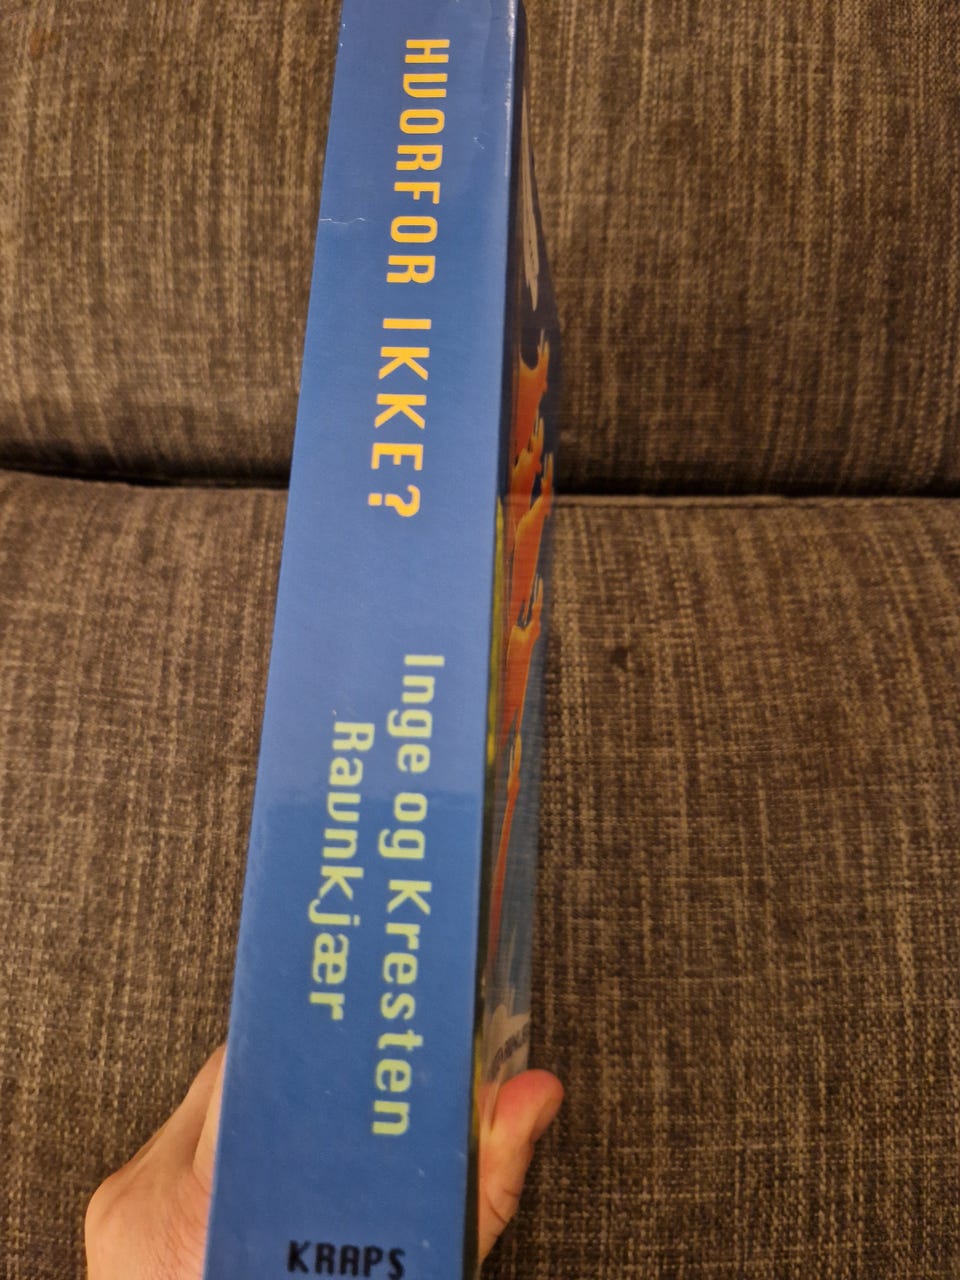 HVORFOR IKKE?
Inge og Kresten
Raunkjær
KRAPS